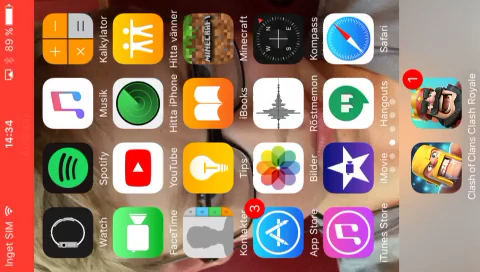 Inget SIM 14:34 89 %
Watch Spotify Musik Kalkylator
FaceTime YouTube Hitta iPhone Hitta vänner
MINECRAFT
Kontakter Tips iBooks Minecraft
3
App Store Bilder Röstmemon Kompass
iTunes Store iMovie Hangouts Safari
1
Clash of Clans Clash Royale